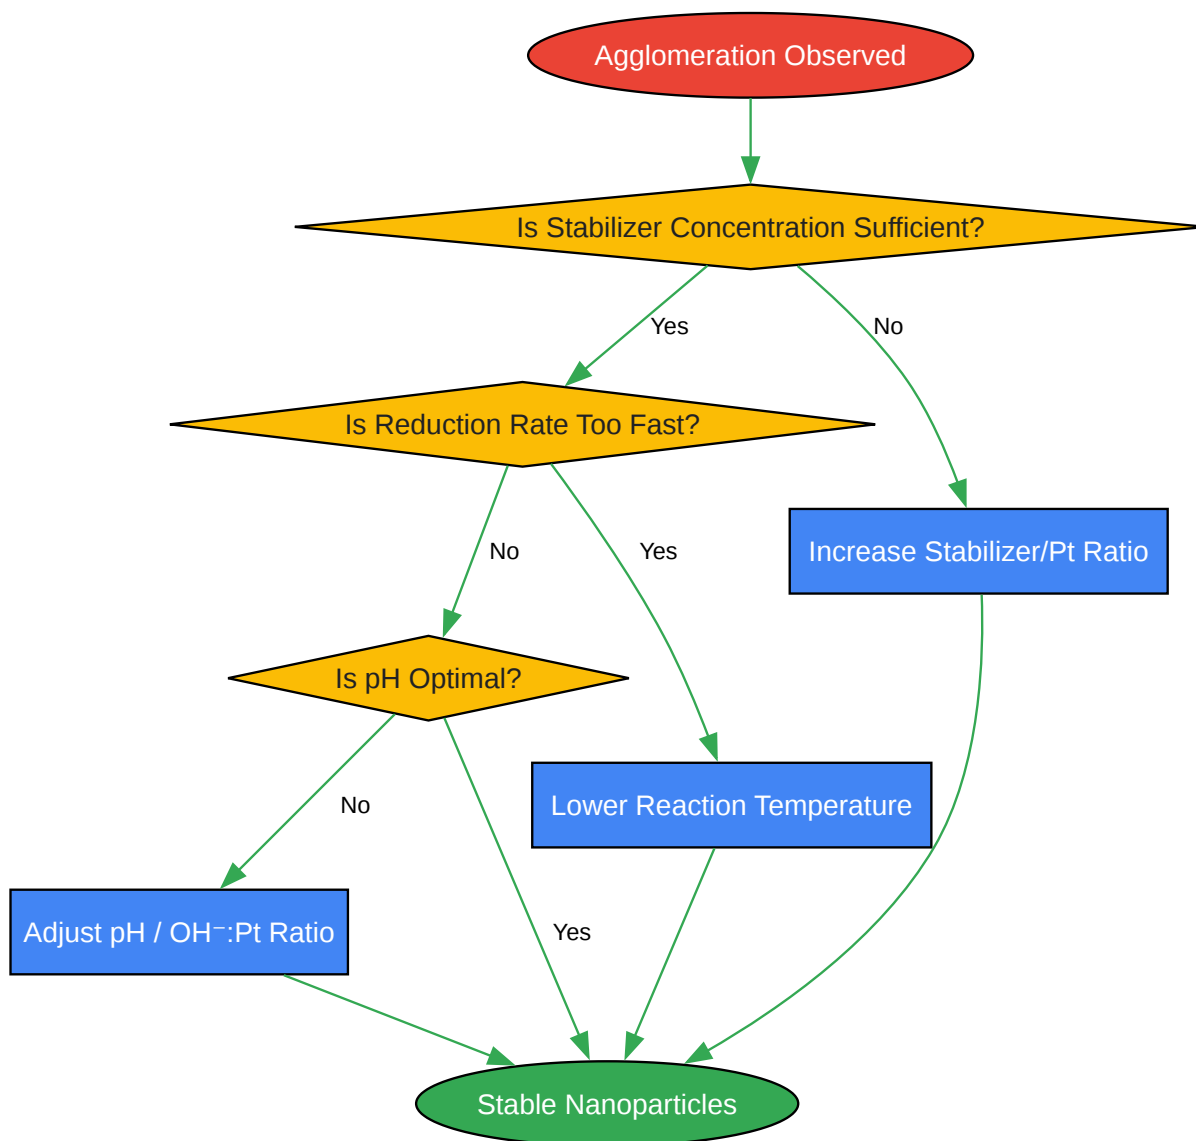 Agglomeration Observed
Is Stabilizer Concentration Sufficient?
Yes
No
Is Reduction Rate Too Fast?
No
Yes
Increase Stabilizer/Pt Ratio
Is pH Optimal?
No
Lower Reaction Temperature
Adjust pH / OH⁻:Pt Ratio
Yes
Stable Nanoparticles